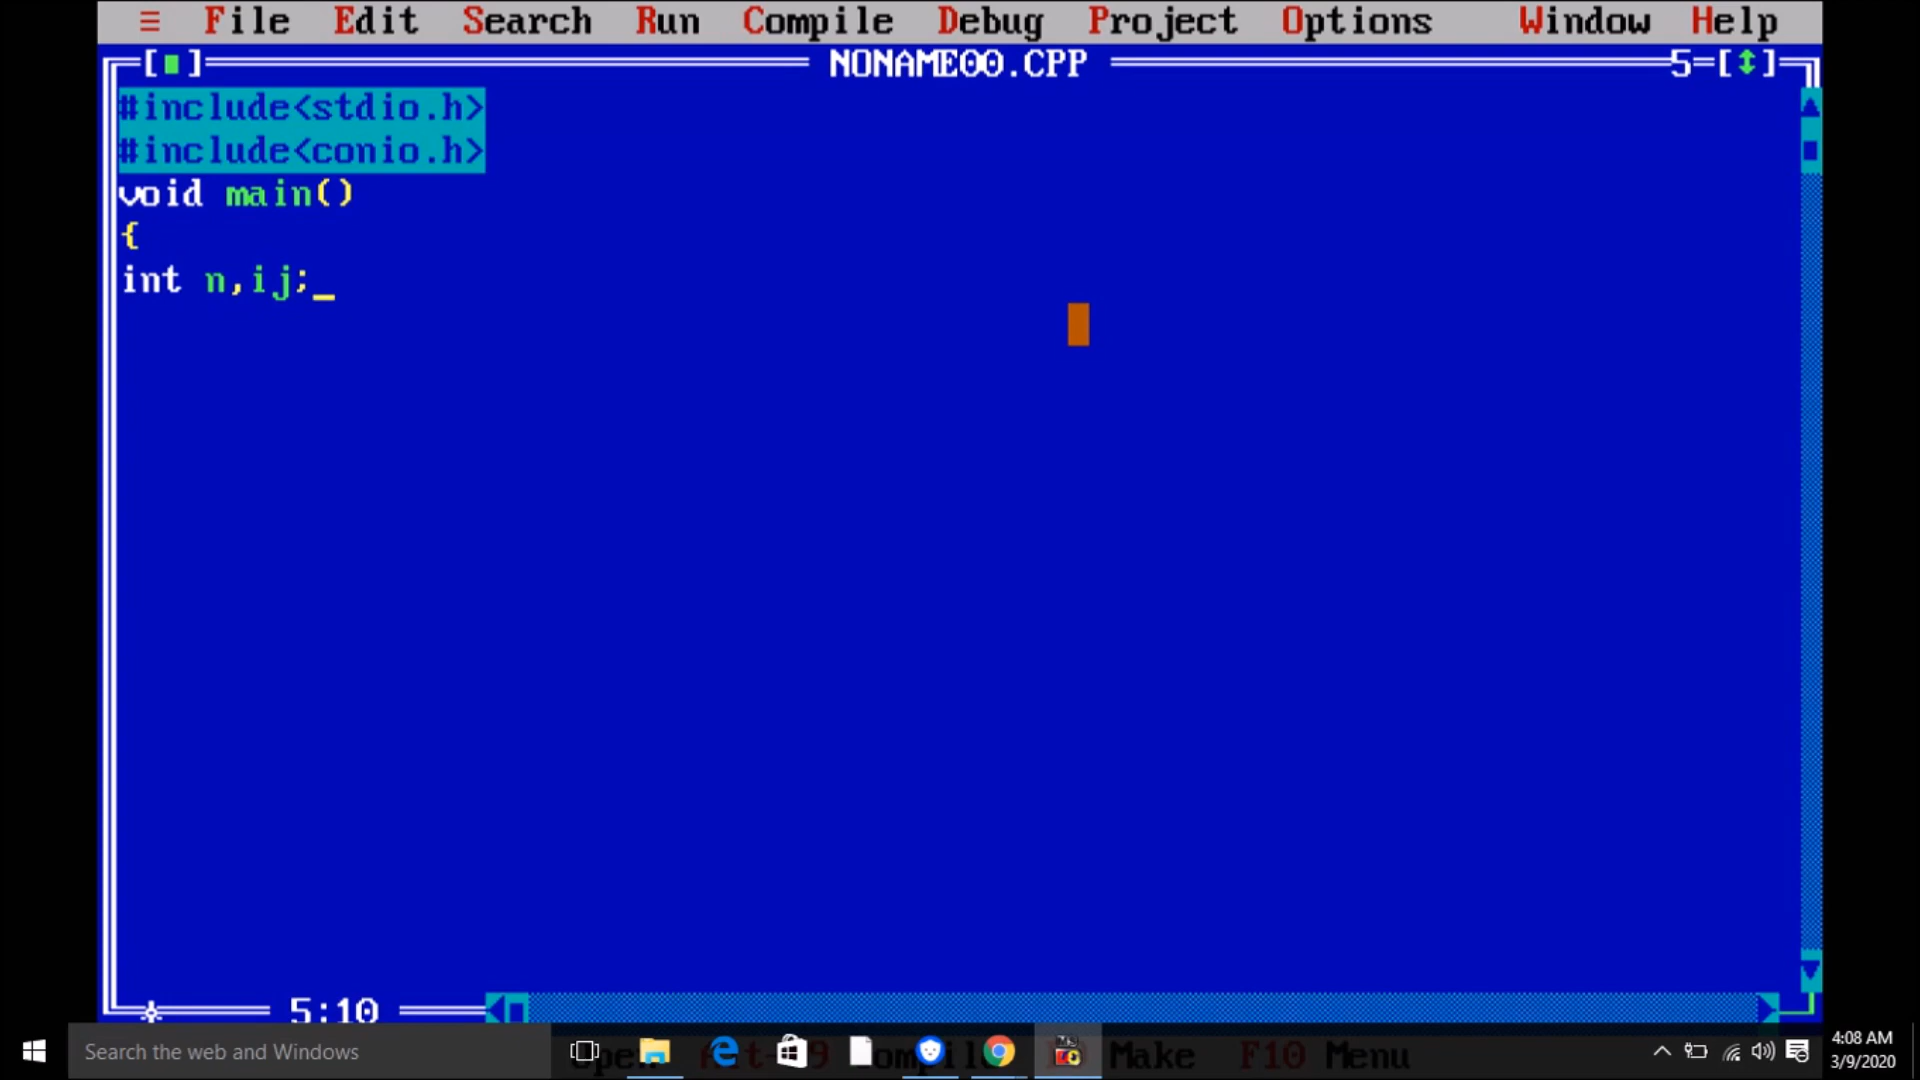 ≡ File Edit Search Run Compile Debug Project Options Window Help
[■] NONAME00.CPP 5=[↕]
#include<stdio.h>
#include<conio.h>
void main()
{
int n,ij;_
5:10
Search the web and Windows
Make F10 Menu
4:08 AM
3/9/2020